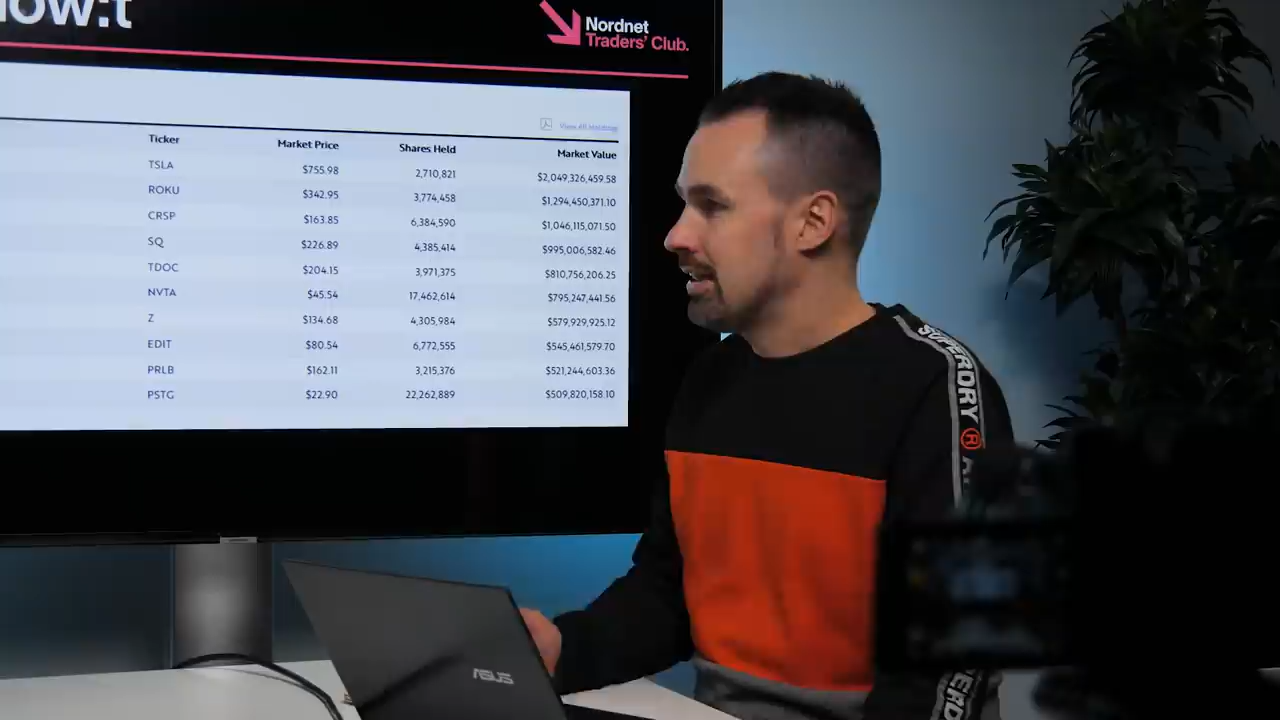 low:t
Nordnet
Traders' Club.
View All Holdings
Ticker Market Price Shares Held Market Value
TSLA $755.98 2,710,821 $2,049,326,459.58
ROKU $342.95 3,774,458 $1,294,450,371.10
CRSP $163.85 6,384,590 $1,046,115,071.50
SQ $226.89 4,385,414 $995,006,582.46
TDOC $204.15 3,971,375 $810,756,206.25
NVTA $45.54 17,462,614 $795,247,441.56
Z $134.68 4,305,984 $579,929,925.12
EDIT $80.54 6,772,555 $545,461,579.70
PRLB $162.11 3,215,376 $521,244,603.36
PSTG $22.90 22,262,889 $509,820,158.10
SUPERDRY ®
ASUS